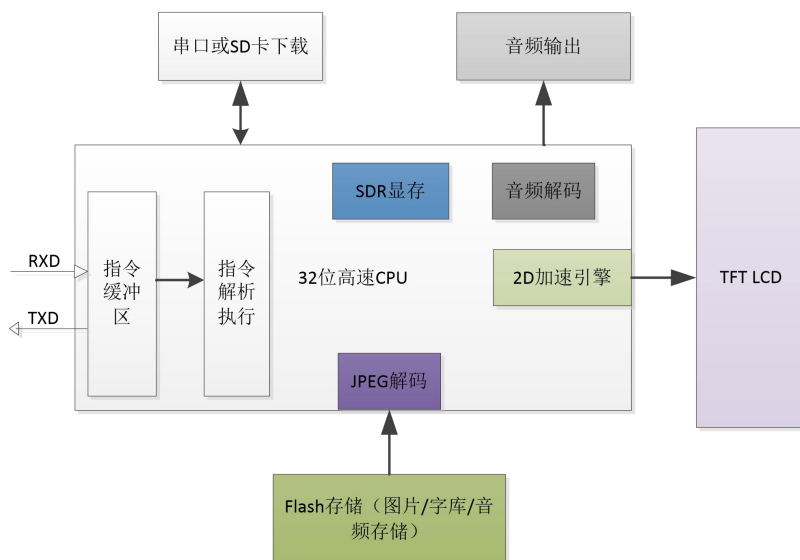 串口或SD卡下载
音频输出
SDR显存
音频解码
RXD
TXD
指令
缓冲
区
指令
解析
执行
32位高速CPU
2D加速引擎
TFT LCD
JPEG解码
Flash存储（图片/字库/音
频存储）